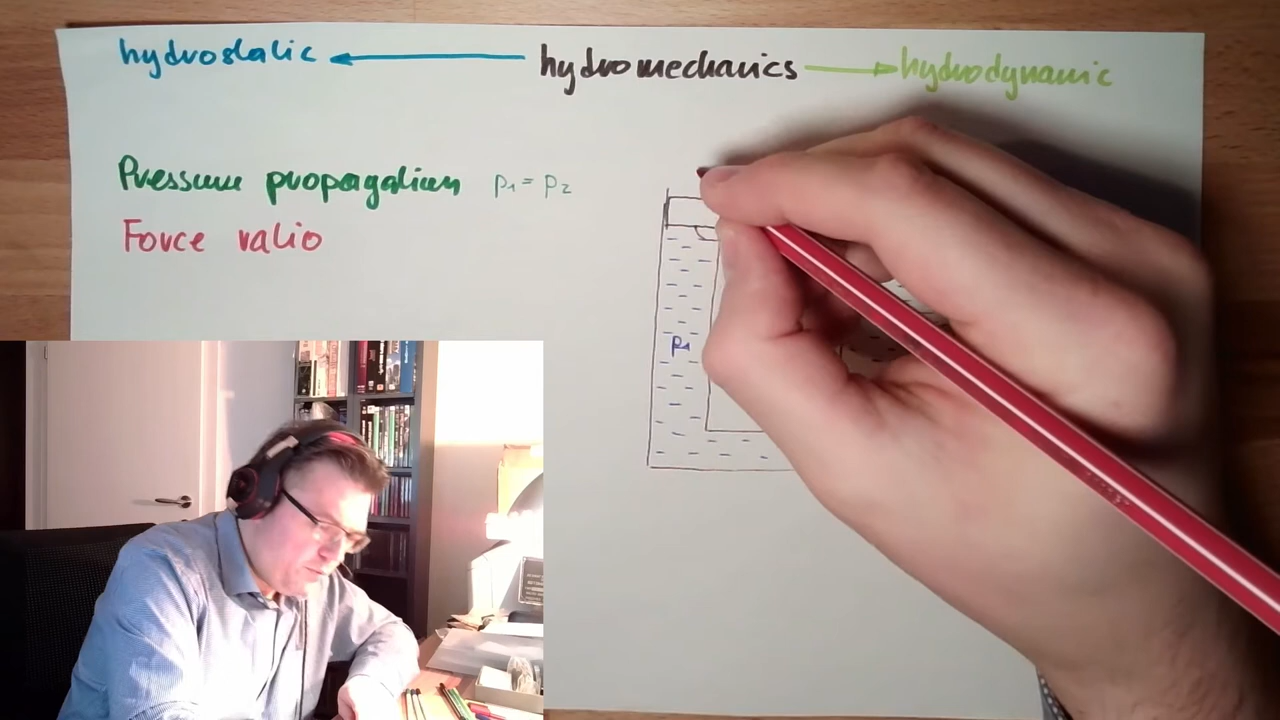 hydrostatic ← hydromechanics → hydrodynamic
Pressure propagation p₁ = p₂
Force ratio
p₁